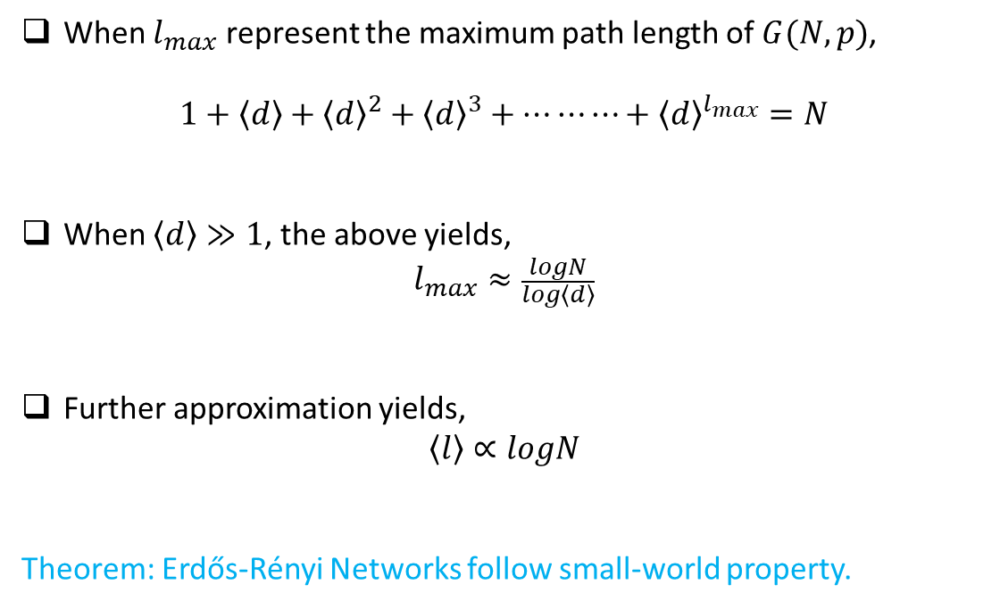 ❑ When $l_{max}$ represent the maximum path length of $G(N, p)$,
$1 + \langle d \rangle + \langle d \rangle^2 + \langle d \rangle^3 + \cdots \cdots \cdots + \langle d \rangle^{l_{max}} = N$
❑ When $\langle d \rangle \gg 1$, the above yields,
$l_{max} \approx \frac{logN}{log\langle d \rangle}$
❑ Further approximation yields,
$\langle l \rangle \propto logN$
Theorem: Erdős-Rényi Networks follow small-world property.